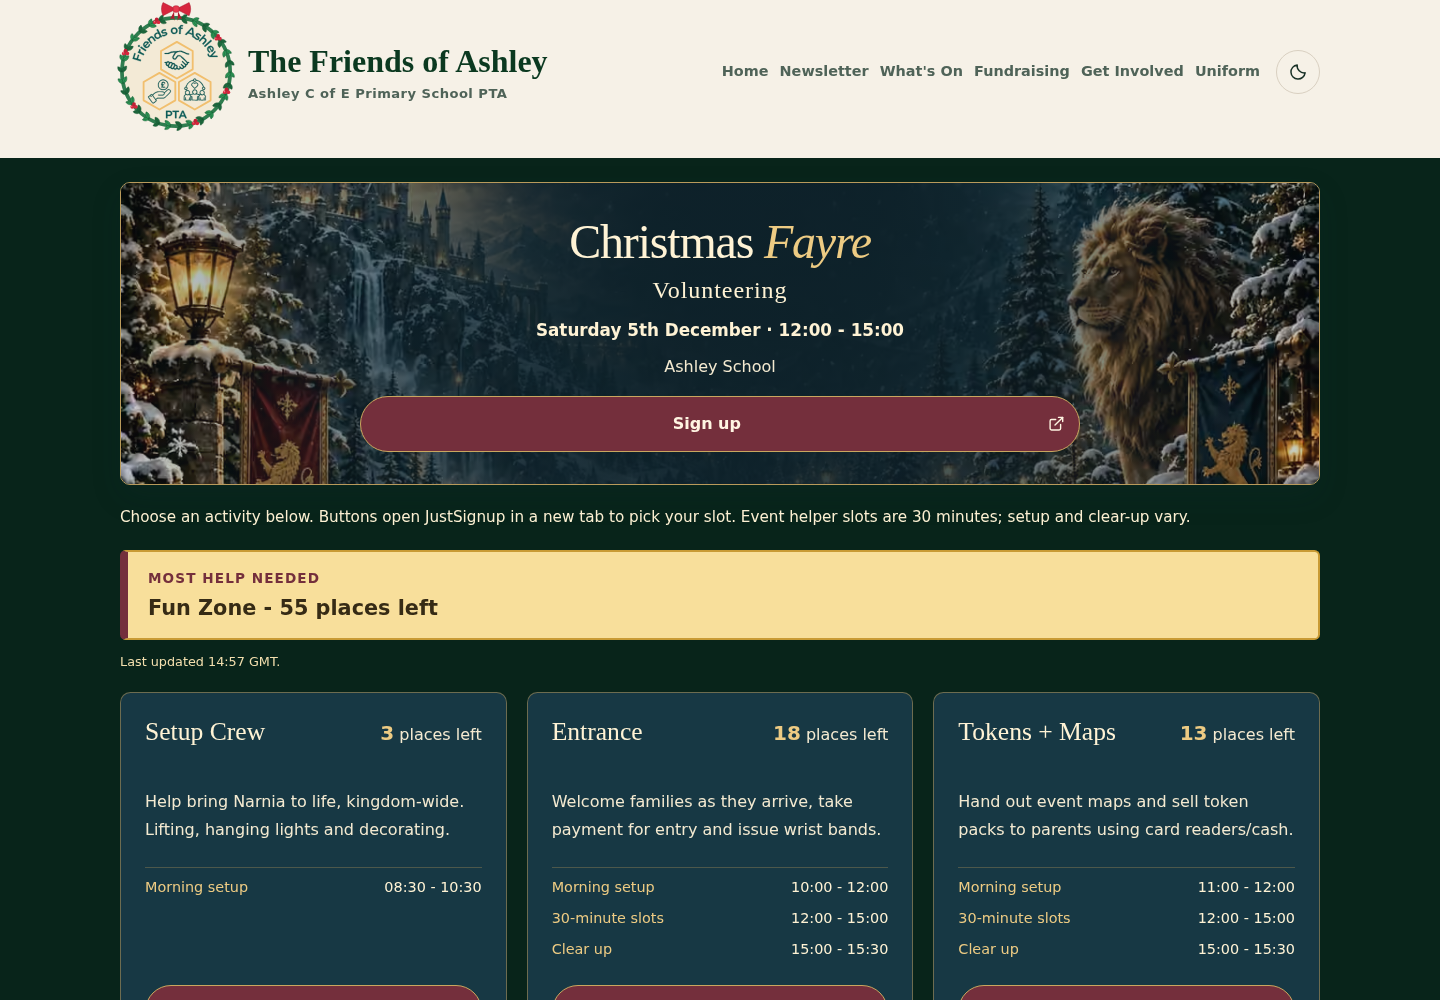 Friends of Ashley
PTA
The Friends of Ashley
Ashley C of E Primary School PTA
Home Newsletter What's On Fundraising Get Involved Uniform
Christmas Fayre
Volunteering
Saturday 5th December · 12:00 - 15:00
Ashley School
Sign up
Choose an activity below. Buttons open JustSignup in a new tab to pick your slot. Event helper slots are 30 minutes; setup and clear-up vary.
MOST HELP NEEDED
Fun Zone - 55 places left
Last updated 14:57 GMT.
Setup Crew 3 places left
Help bring Narnia to life, kingdom-wide.
Lifting, hanging lights and decorating.
Morning setup 08:30 - 10:30
Entrance 18 places left
Welcome families as they arrive, take
payment for entry and issue wrist bands.
Morning setup 10:00 - 12:00
30-minute slots 12:00 - 15:00
Clear up 15:00 - 15:30
Tokens + Maps 13 places left
Hand out event maps and sell token
packs to parents using card readers/cash.
Morning setup 11:00 - 12:00
30-minute slots 12:00 - 15:00
Clear up 15:00 - 15:30